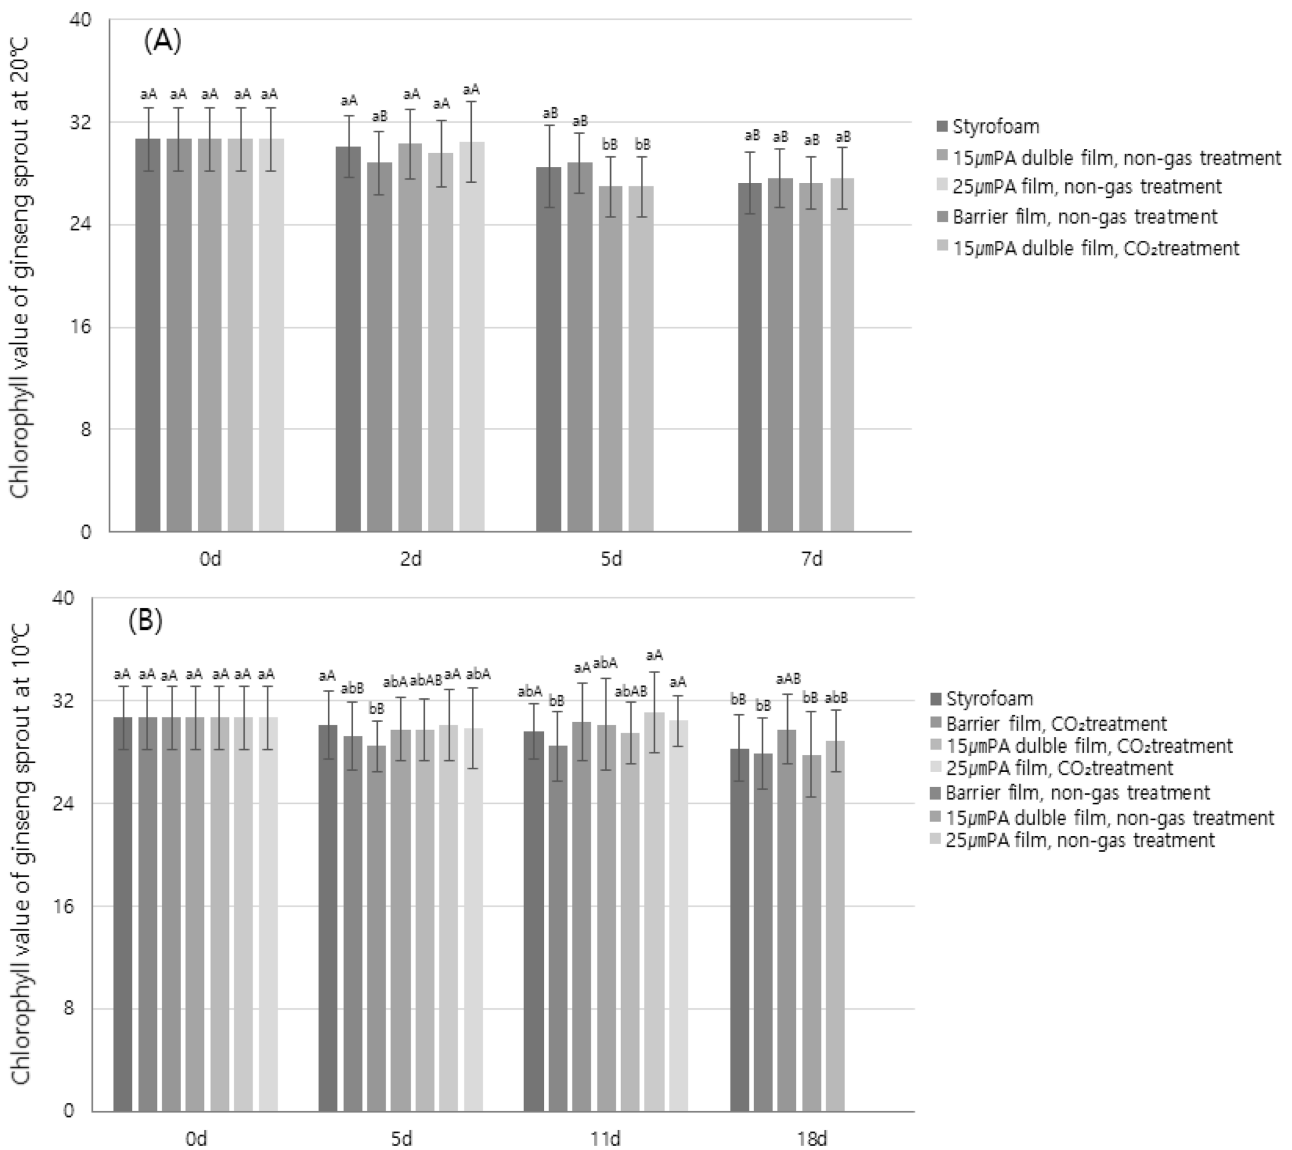 (A)
Chlorophyll value of ginseng sprout at 20℃
40
32
24
16
8
0
aA aA aA aA aA
aA aB aA aA aA
aB aB bB bB
aB aB aB aB
0d 2d 5d 7d
Styrofoam
15㎛PA dulble film, non-gas treatment
25㎛PA film, non-gas treatment
Barrier film, non-gas treatment
15㎛PA dulble film, CO₂treatment
(B)
Chlorophyll value of ginseng sprout at 10℃
40
32
24
16
8
0
aA aA aA aA aA aA aA
aA abB bB abA abAB aA abA
abA bB aA abA abAB aA aA
bB bB aAB bB abB
0d 5d 11d 18d
Styrofoam
Barrier film, CO₂treatment
15㎛PA dulble film, CO₂treatment
25㎛PA film, CO₂treatment
Barrier film, non-gas treatment
15㎛PA dulble film, non-gas treatment
25㎛PA film, non-gas treatment